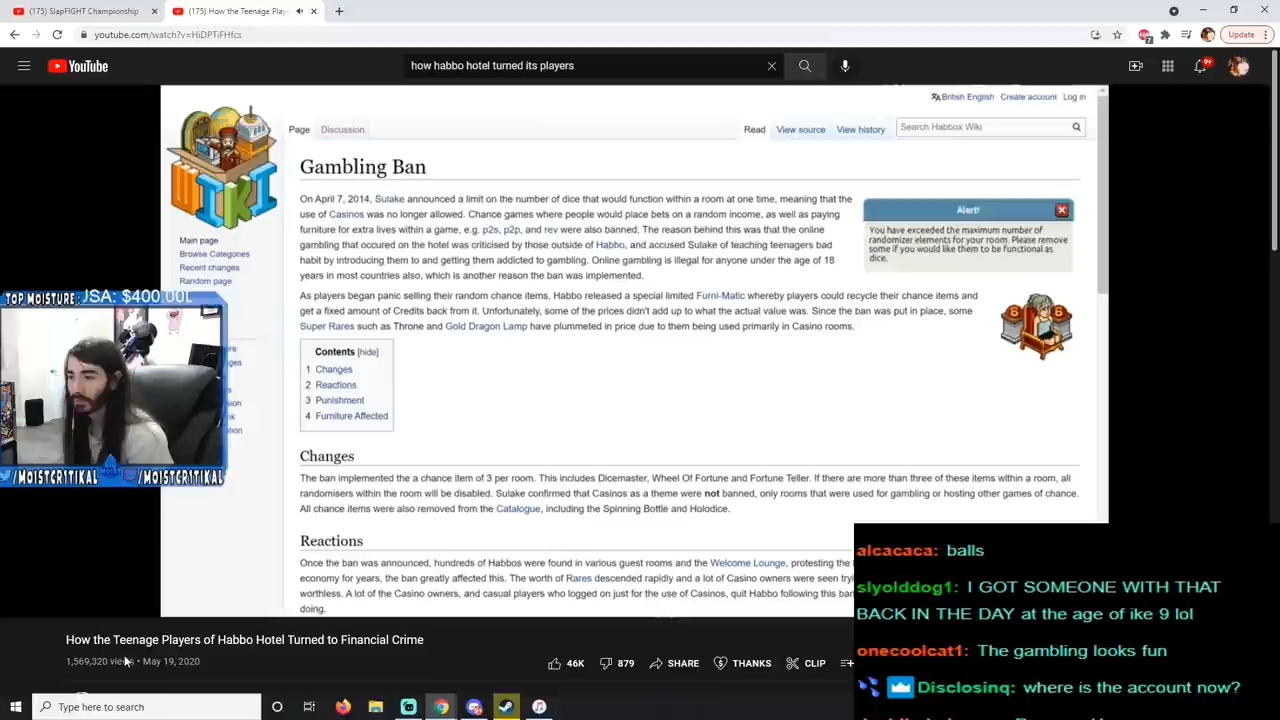 (175) SlapFIGHT Championship
(175) How the Teenage Play
youtube.com/watch?v=HiDPTiFHfcs
Update
YouTube
how habbo hotel turned its players
9+
British English Create account Log in
Page Discussion Read View source View history Search Habbox Wiki
WIKI
Gambling Ban
On April 7, 2014, Sulake announced a limit on the number of dice that would function within a room at one time, meaning that the
use of Casinos was no longer allowed. Chance games where people would place bets on a random income, as well as paying
furniture for extra lives within a game, e.g. p2s, p2p, and rev were also banned. The reason behind this was that the online
gambling that occured on the hotel was criticised by those outside of Habbo, and accused Sulake of teaching teenagers bad
habit by introducing them to and getting them addicted to gambling. Online gambling is illegal for anyone under the age of 18
years in most countries also, which is another reason the ban was implemented.
Alert!
You have exceeded the maximum number of
randomizer elements for your room. Please remove
some if you would like them to be functional as
dice.
Main page
Browse Categories
Recent changes
Random page
As players began panic selling their random chance items, Habbo released a special limited Furni-Matic whereby players could recycle their chance items and
get a fixed amount of Credits back from it. Unfortunately, some of the prices didn't add up to what the actual value was. Since the ban was put in place, some
Super Rares such as Throne and Gold Dragon Lamp have plummeted in price due to them being used primarily in Casino rooms.
Contents [hide]
1 Changes
2 Reactions
3 Punishment
4 Furniture Affected
TOP MOISTURE: JSA: $400.00
/MOISTCRITIKAL
MOIST
/MOISTCRITIKAL
Changes
The ban implemented the a chance item of 3 per room. This includes Dicemaster, Wheel Of Fortune and Fortune Teller. If there are more than three of these items within a room, all
randomisers within the room will be disabled. Sulake confirmed that Casinos as a theme were not banned, only rooms that were used for gambling or hosting other games of chance.
All chance items were also removed from the Catalogue, including the Spinning Bottle and Holodice.
Reactions
Once the ban was announced, hundreds of Habbos were found in various guest rooms and the Welcome Lounge, protesting the
economy for years, the ban greatly affected this. The worth of Rares descended rapidly and a lot of Casino owners were seen
worthless. A lot of the Casino owners, and casual players who logged on just for the use of Casinos, quit Habbo following this ban
doing.
alcacaca: balls
slyolddog1: I GOT SOMEONE WITH THAT
BACK IN THE DAY at the age of ike 9 lol
onecoolcat1: The gambling looks fun
Disclosinq: where is the account now?
How the Teenage Players of Habbo Hotel Turned to Financial Crime
1,569,320 views • May 19, 2020
46K 879 SHARE THANKS CLIP
Type here to search